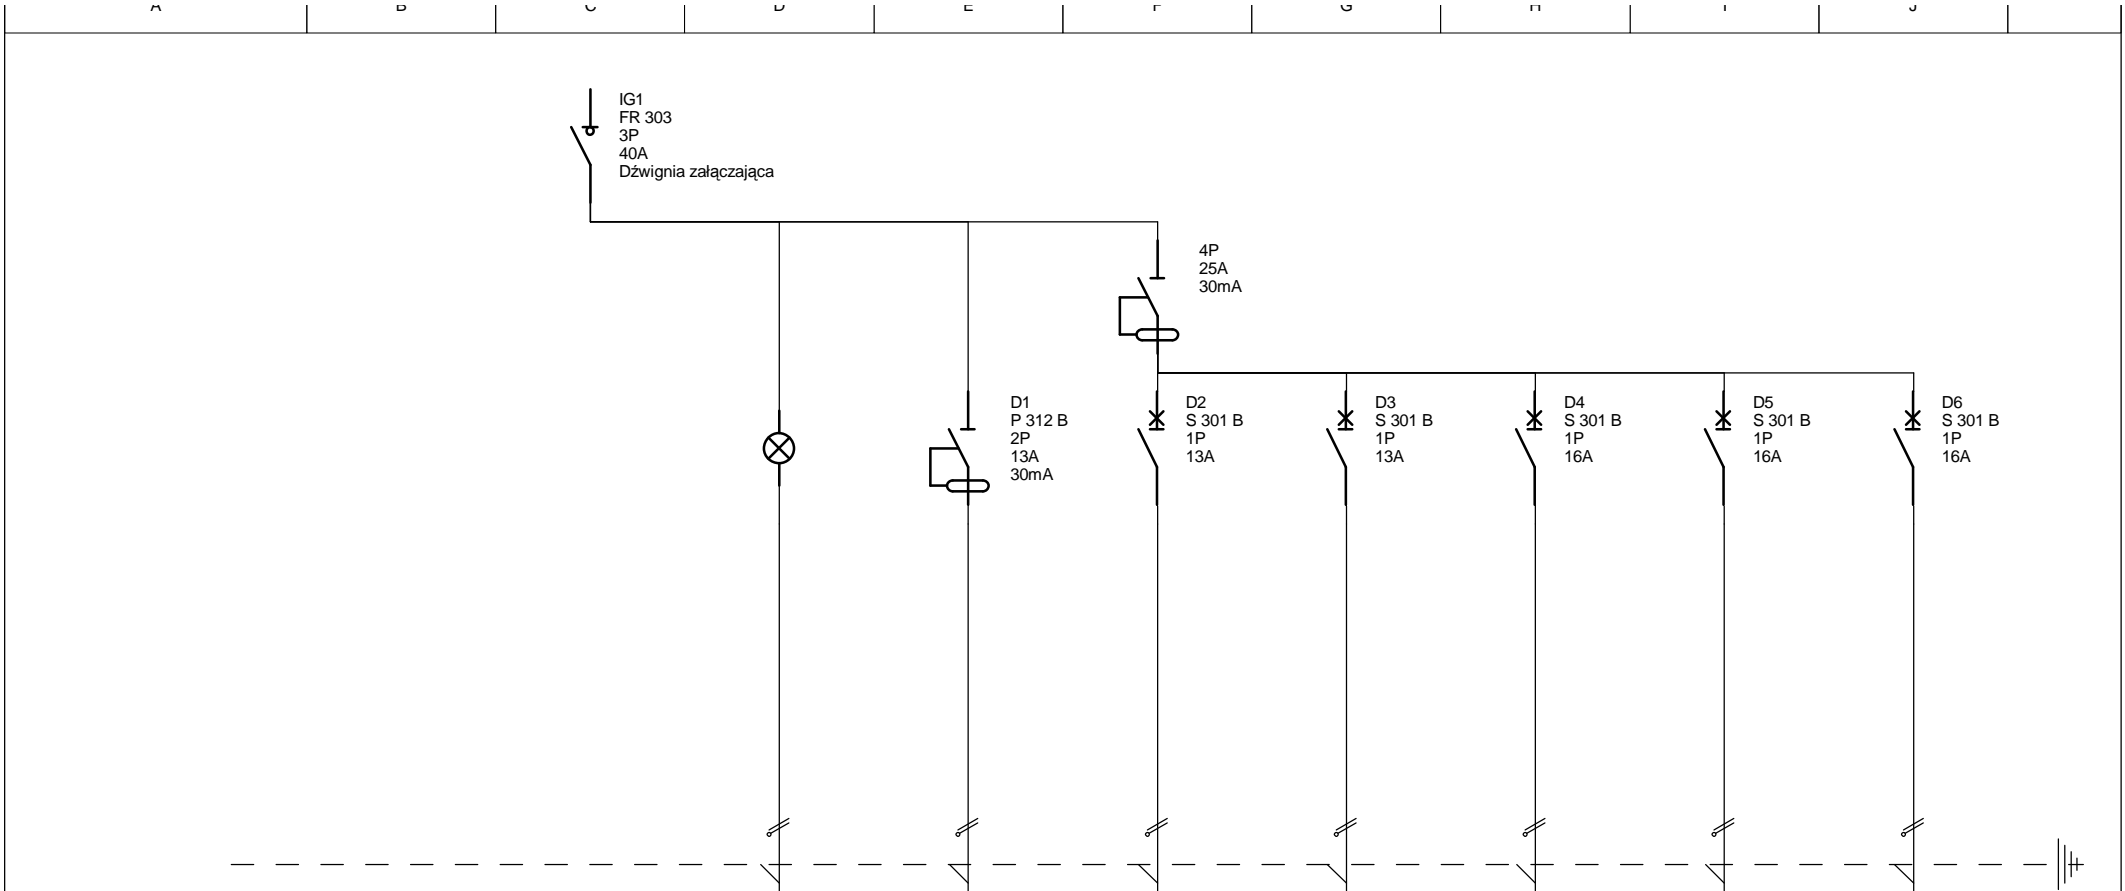 A B C D E F G H I J
IG1
FR 303
3P
40A
Dźwignia załączająca
4P
25A
30mA
D1
P 312 B
2P
13A
30mA
D2
S 301 B
1P
13A
D3
S 301 B
1P
13A
D4
S 301 B
1P
16A
D5
S 301 B
1P
16A
D6
S 301 B
1P
16A